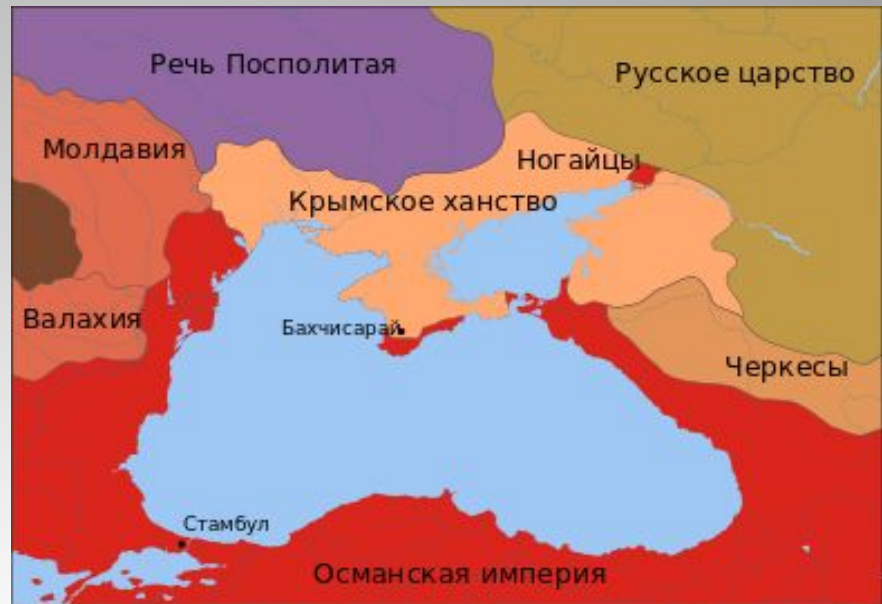 Речь Посполитая
Русское царство
Молдавия
Ногайцы
Крымское ханство
Валахия
Бахчисарай
Черкесы
Стамбул
Османская империя